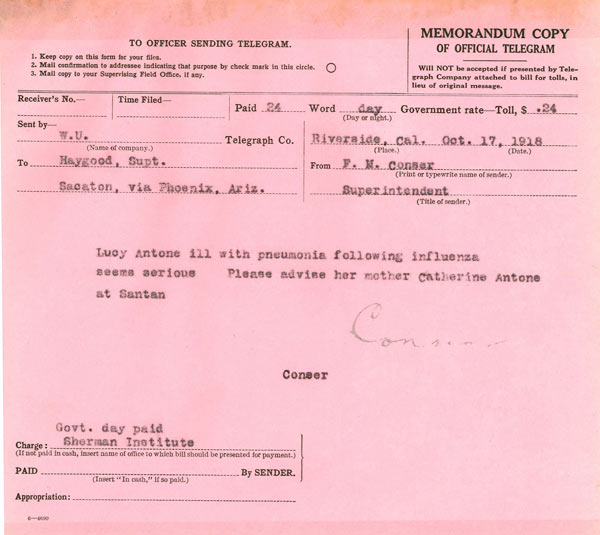 TO OFFICER SENDING TELEGRAM.
1. Keep copy on this form for your files.
2. Mail confirmation to addressee indicating that purpose by check mark in this circle.
3. Mail copy to your Supervising Field Office, if any.
MEMORANDUM COPY
OF OFFICIAL TELEGRAM
Will NOT be accepted if presented by Tele-
graph Company attached to bill for tolls, in
lieu of original message.
Receiver's No.— Time Filed— Paid 24 Word day Government rate—Toll, $ .24
(Day or night.)
Sent by— W.U. Telegraph Co.
(Name of company.)
To Haygood, Supt.
Sacaton, via Phoenix, Ariz.
Riverside, Cal. Oct. 17, 1918
(Place.) (Date.)
From F. M. Conser
(Print or typewrite name of sender.)
Superintendent
(Title of sender.)
Lucy Antone ill with pneumonia following influenza
seems serious Please advise her mother Catherine Antone
at Santan
Conser
Conser
Govt. day paid
Charge: Sherman Institute
(If not paid in cash, insert name of office to which bill should be presented for payment.)
PAID By SENDER.
(Insert "In cash," if so paid.)
Appropriation: